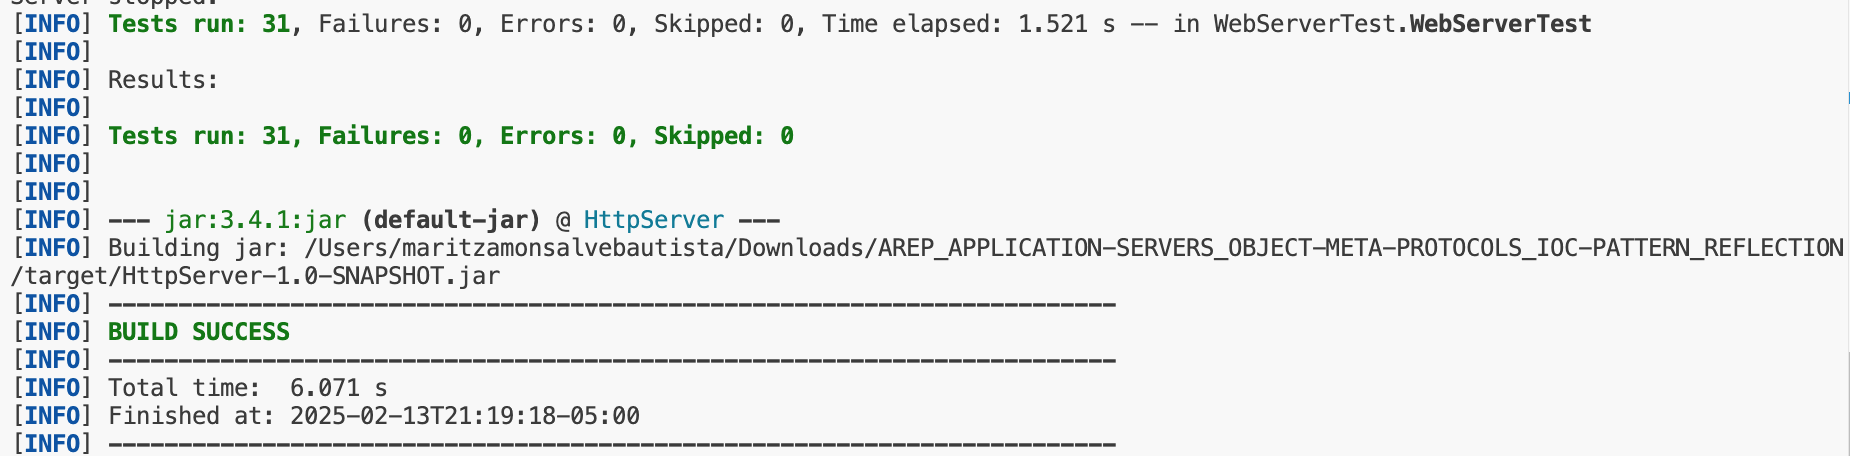 Server stopped.
[INFO] Tests run: 31, Failures: 0, Errors: 0, Skipped: 0, Time elapsed: 1.521 s -- in WebServerTest.WebServerTest
[INFO]
[INFO] Results:
[INFO]
[INFO] Tests run: 31, Failures: 0, Errors: 0, Skipped: 0
[INFO]
[INFO]
[INFO] --- jar:3.4.1:jar (default-jar) @ HttpServer ---
[INFO] Building jar: /Users/maritzamonsalvebautista/Downloads/AREP_APPLICATION-SERVERS_OBJECT-META-PROTOCOLS_IOC-PATTERN_REFLECTION
/target/HttpServer-1.0-SNAPSHOT.jar
[INFO] ------------------------------------------------------------------------
[INFO] BUILD SUCCESS
[INFO] ------------------------------------------------------------------------
[INFO] Total time:  6.071 s
[INFO] Finished at: 2025-02-13T21:19:18-05:00
[INFO] ------------------------------------------------------------------------